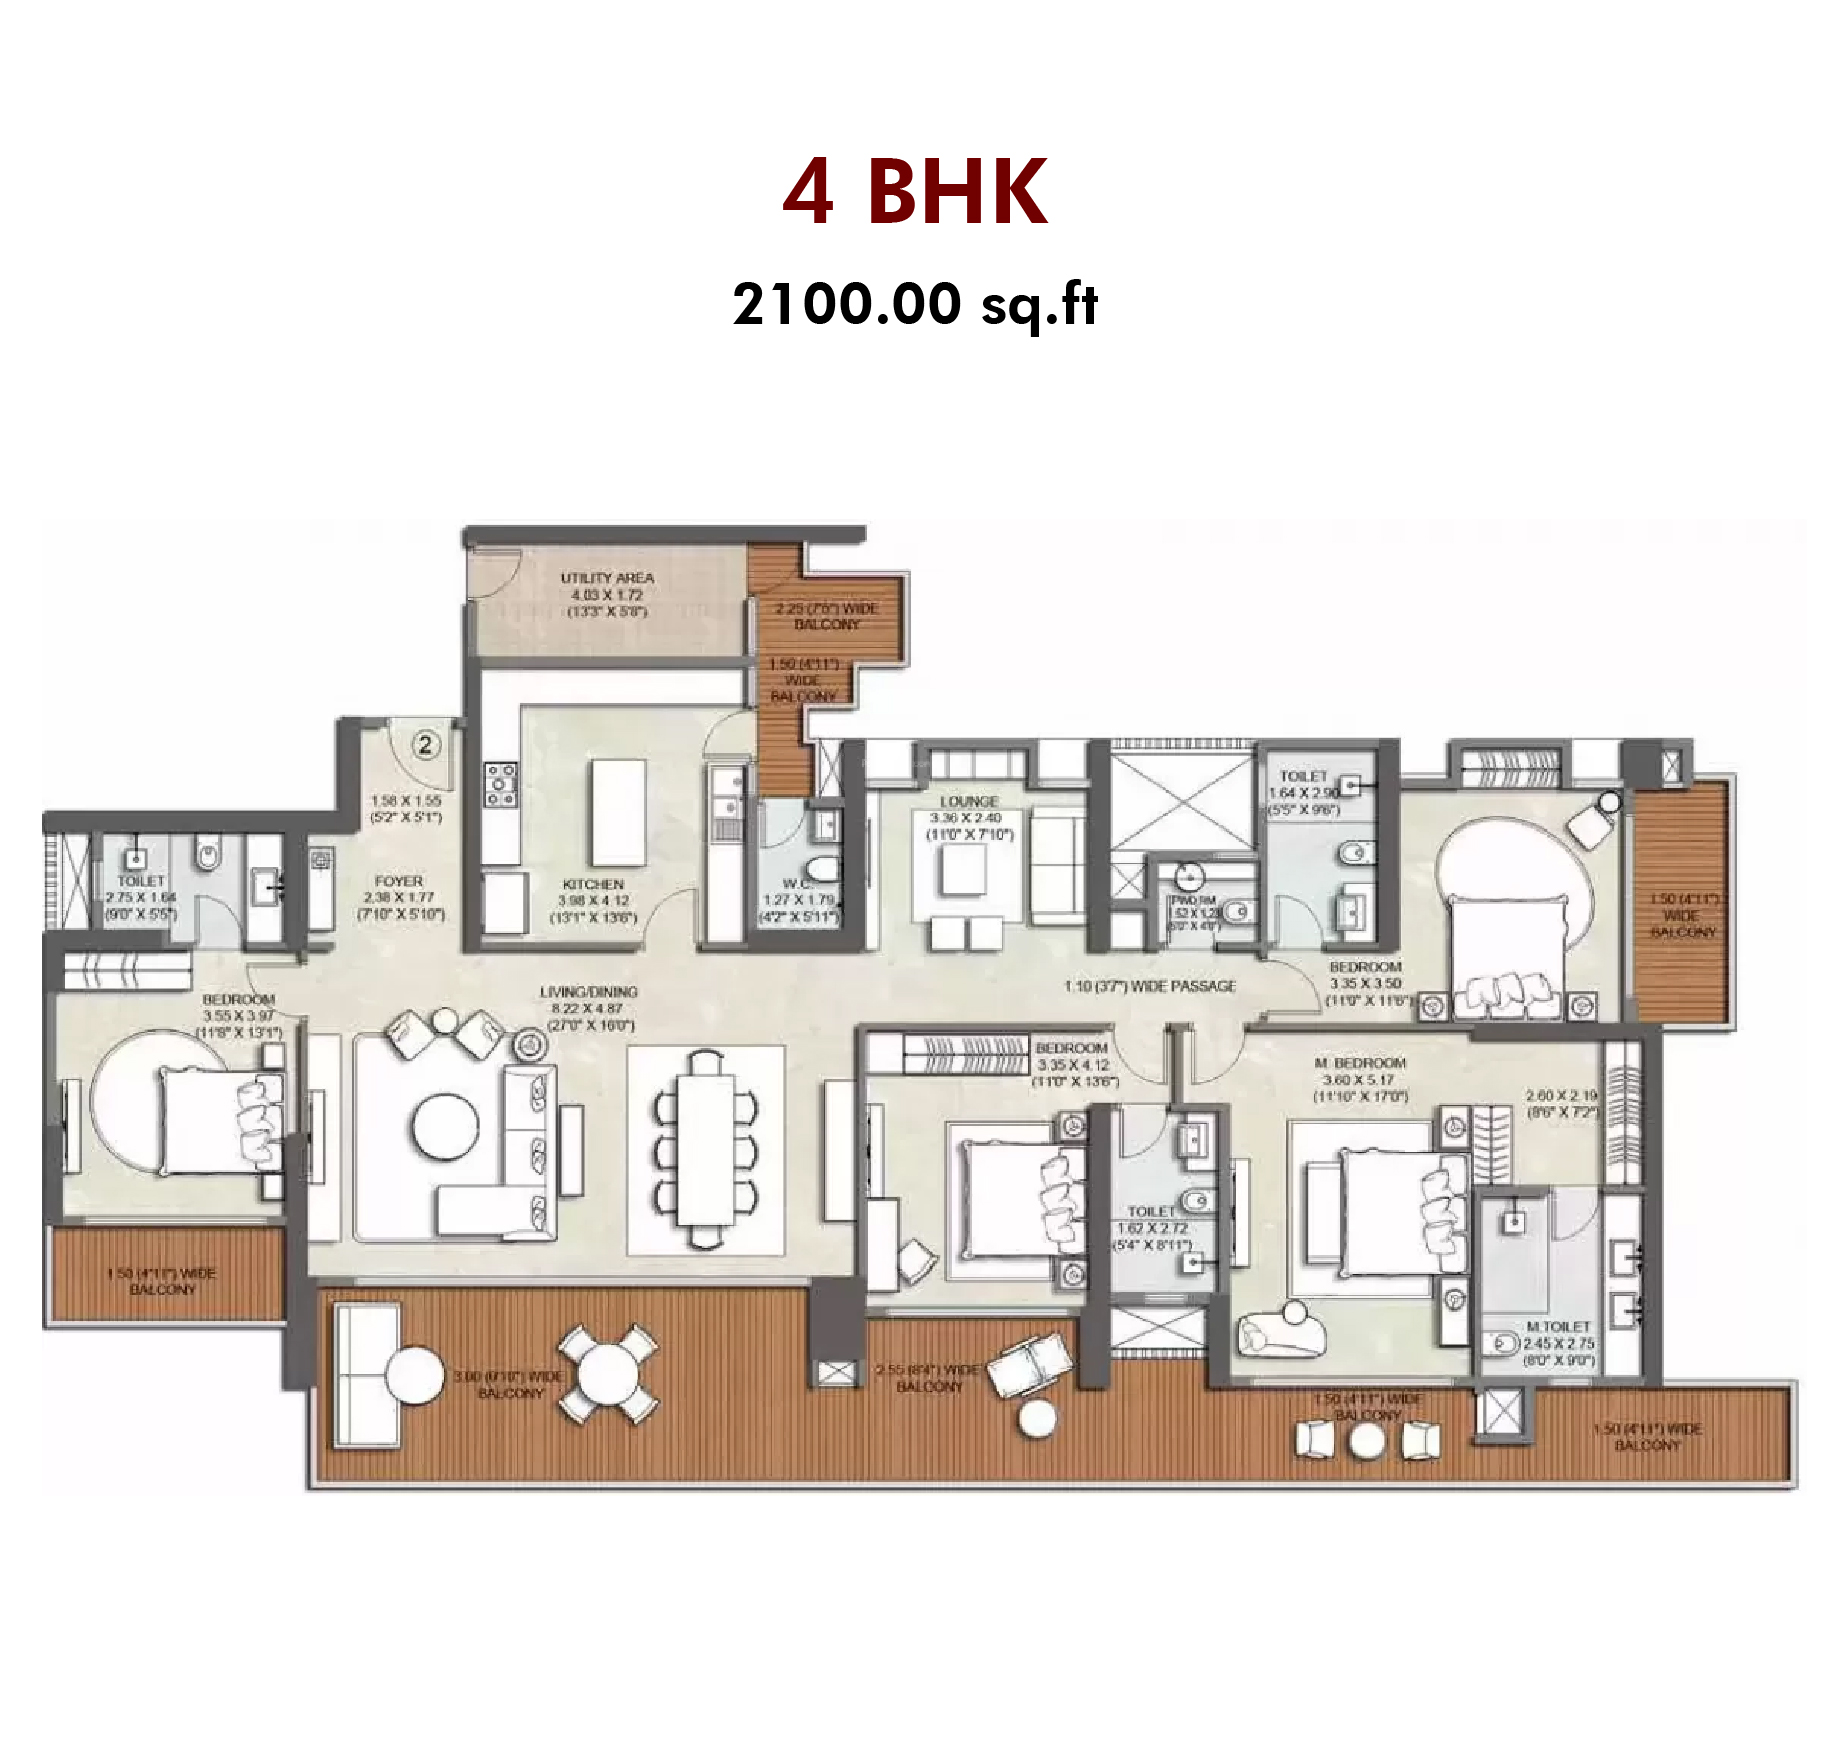 4 BHK
2100.00 sq.ft
UTILITY AREA
4.03 X 1.72
(13'3" X 5'8")
2.25 (7'5") WIDE
BALCONY
1.50 (4'11")
WIDE
BALCONY
2
1.58 X 1.55
(5'2" X 5'1")
TOILET
2.75 X 1.64
(9'0" X 5'5")
FOYER
2.38 X 1.77
(7'10" X 5'10")
KITCHEN
3.98 X 4.12
(13'1" X 13'6")
W.C.
1.27 X 1.79
(4'2" X 5'11")
LOUNGE
3.36 X 2.40
(11'0" X 7'10")
PWD RM
1.52 X 1.23
(5'0" X 4'0")
TOILET
1.64 X 2.90
(5'5" X 9'6")
1.50 (4'11")
WIDE
BALCONY
BEDROOM
3.35 X 3.50
(11'0" X 11'6")
1.10 (3'7") WIDE PASSAGE
BEDROOM
3.55 X 3.97
(11'8" X 13'1")
LIVING/DINING
8.22 X 4.87
(27'0" X 16'0")
BEDROOM
3.35 X 4.12
(11'0" X 13'6")
M. BEDROOM
3.60 X 5.17
(11'10" X 17'0")
2.60 X 2.19
(8'6" X 7'2")
TOILET
1.62 X 2.72
(5'4" X 8'11")
M.TOILET
2.45 X 2.75
(8'0" X 9'0")
1.50 (4'11") WIDE
BALCONY
3.00 (9'10") WIDE
BALCONY
2.55 (8'4") WIDE
BALCONY
1.50 (4'11") WIDE
BALCONY
1.50 (4'11") WIDE
BALCONY